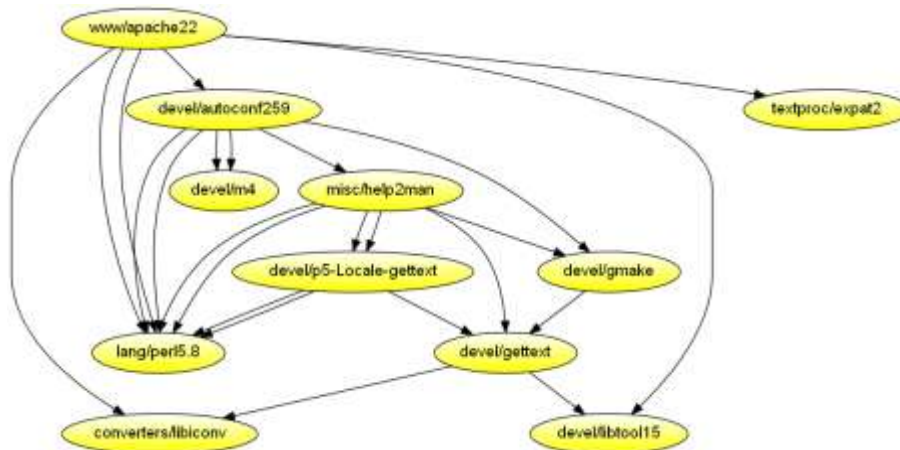 www/apache22
devel/autoconf259
textproc/expat2
devel/m4
misc/help2man
devel/p5-Locale-gettext
devel/gmake
lang/perl5.8
devel/gettext
converters/libiconv
devel/libtool15